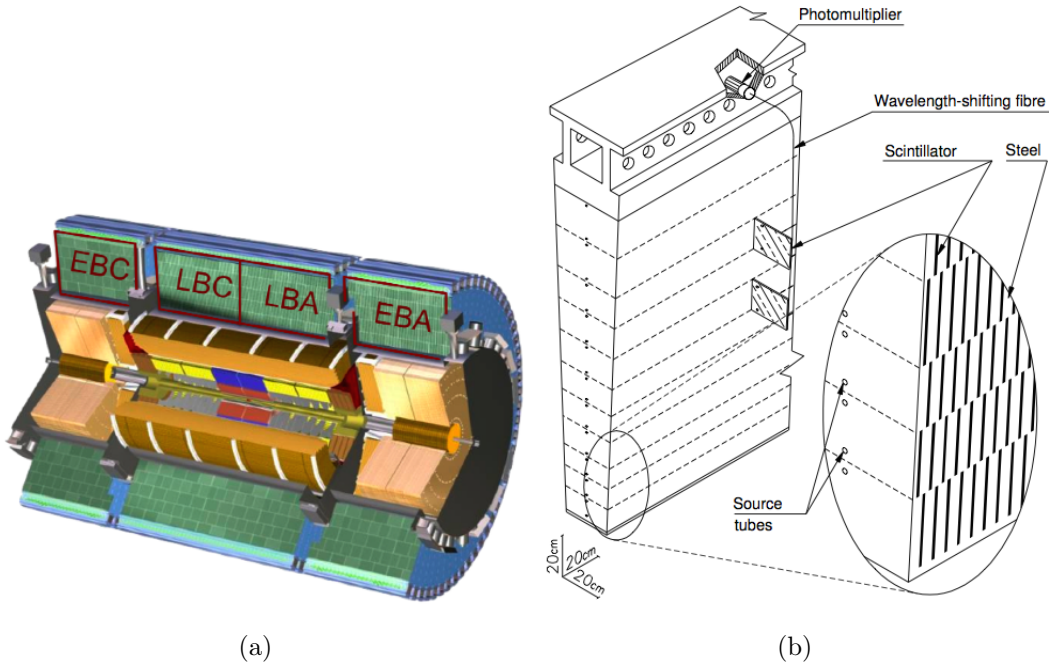 EBC
LBC
LBA
EBA
(a)
Photomultiplier
Wavelength-shifting fibre
Scintillator
Steel
Source
tubes
20cm
20cm
20cm
(b)